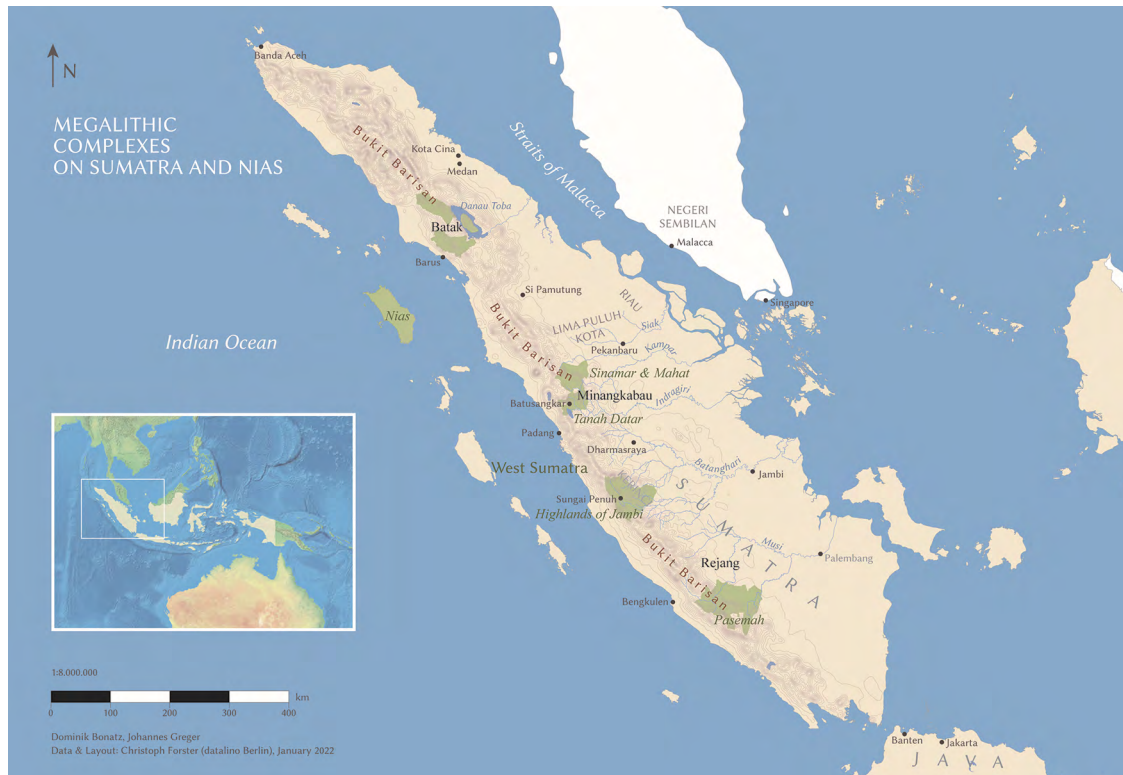 N
MEGALITHIC
COMPLEXES
ON SUMATRA AND NIAS
Banda Aceh
Bukit Barisan
Kota Cina
Medan
Straits of Malacca
Danau Toba
Batak
Barus
NEGERI
SEMBILAN
Malacca
Singapore
Nias
Si Pamutung
RIAU
LIMA PULUH
KOTA
Siak
Pekanbaru
Kampar
Indian Ocean
Bukit Barisan
Sinamar & Mahat
Minangkabau
Indragiri
Batusangkar
Tanah Datar
Padang
Dharmasraya
West Sumatra
Batanghari
Jambi
SUMATRA
Sungai Penuh
Highlands of Jambi
Bukit Barisan
Musi
Palembang
Rejang
Bengkulen
Pasemah
1:8.000.000
km
0 100 200 300 400
Dominik Bonatz, Johannes Greger
Data & Layout: Christoph Forster (datalino Berlin), January 2022
Banten
Jakarta
JAVA